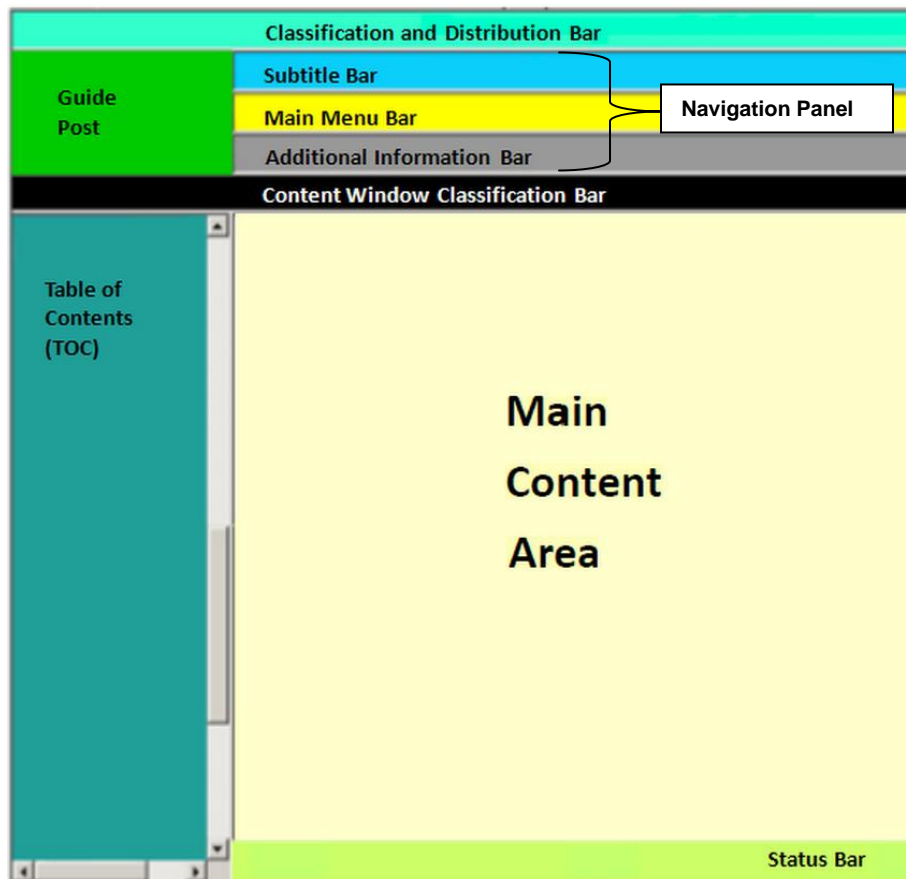 Classification and Distribution Bar
Guide
Post
Subtitle Bar
Main Menu Bar
Additional Information Bar
Navigation Panel
Content Window Classification Bar
Table of
Contents
(TOC)
Main
Content
Area
Status Bar